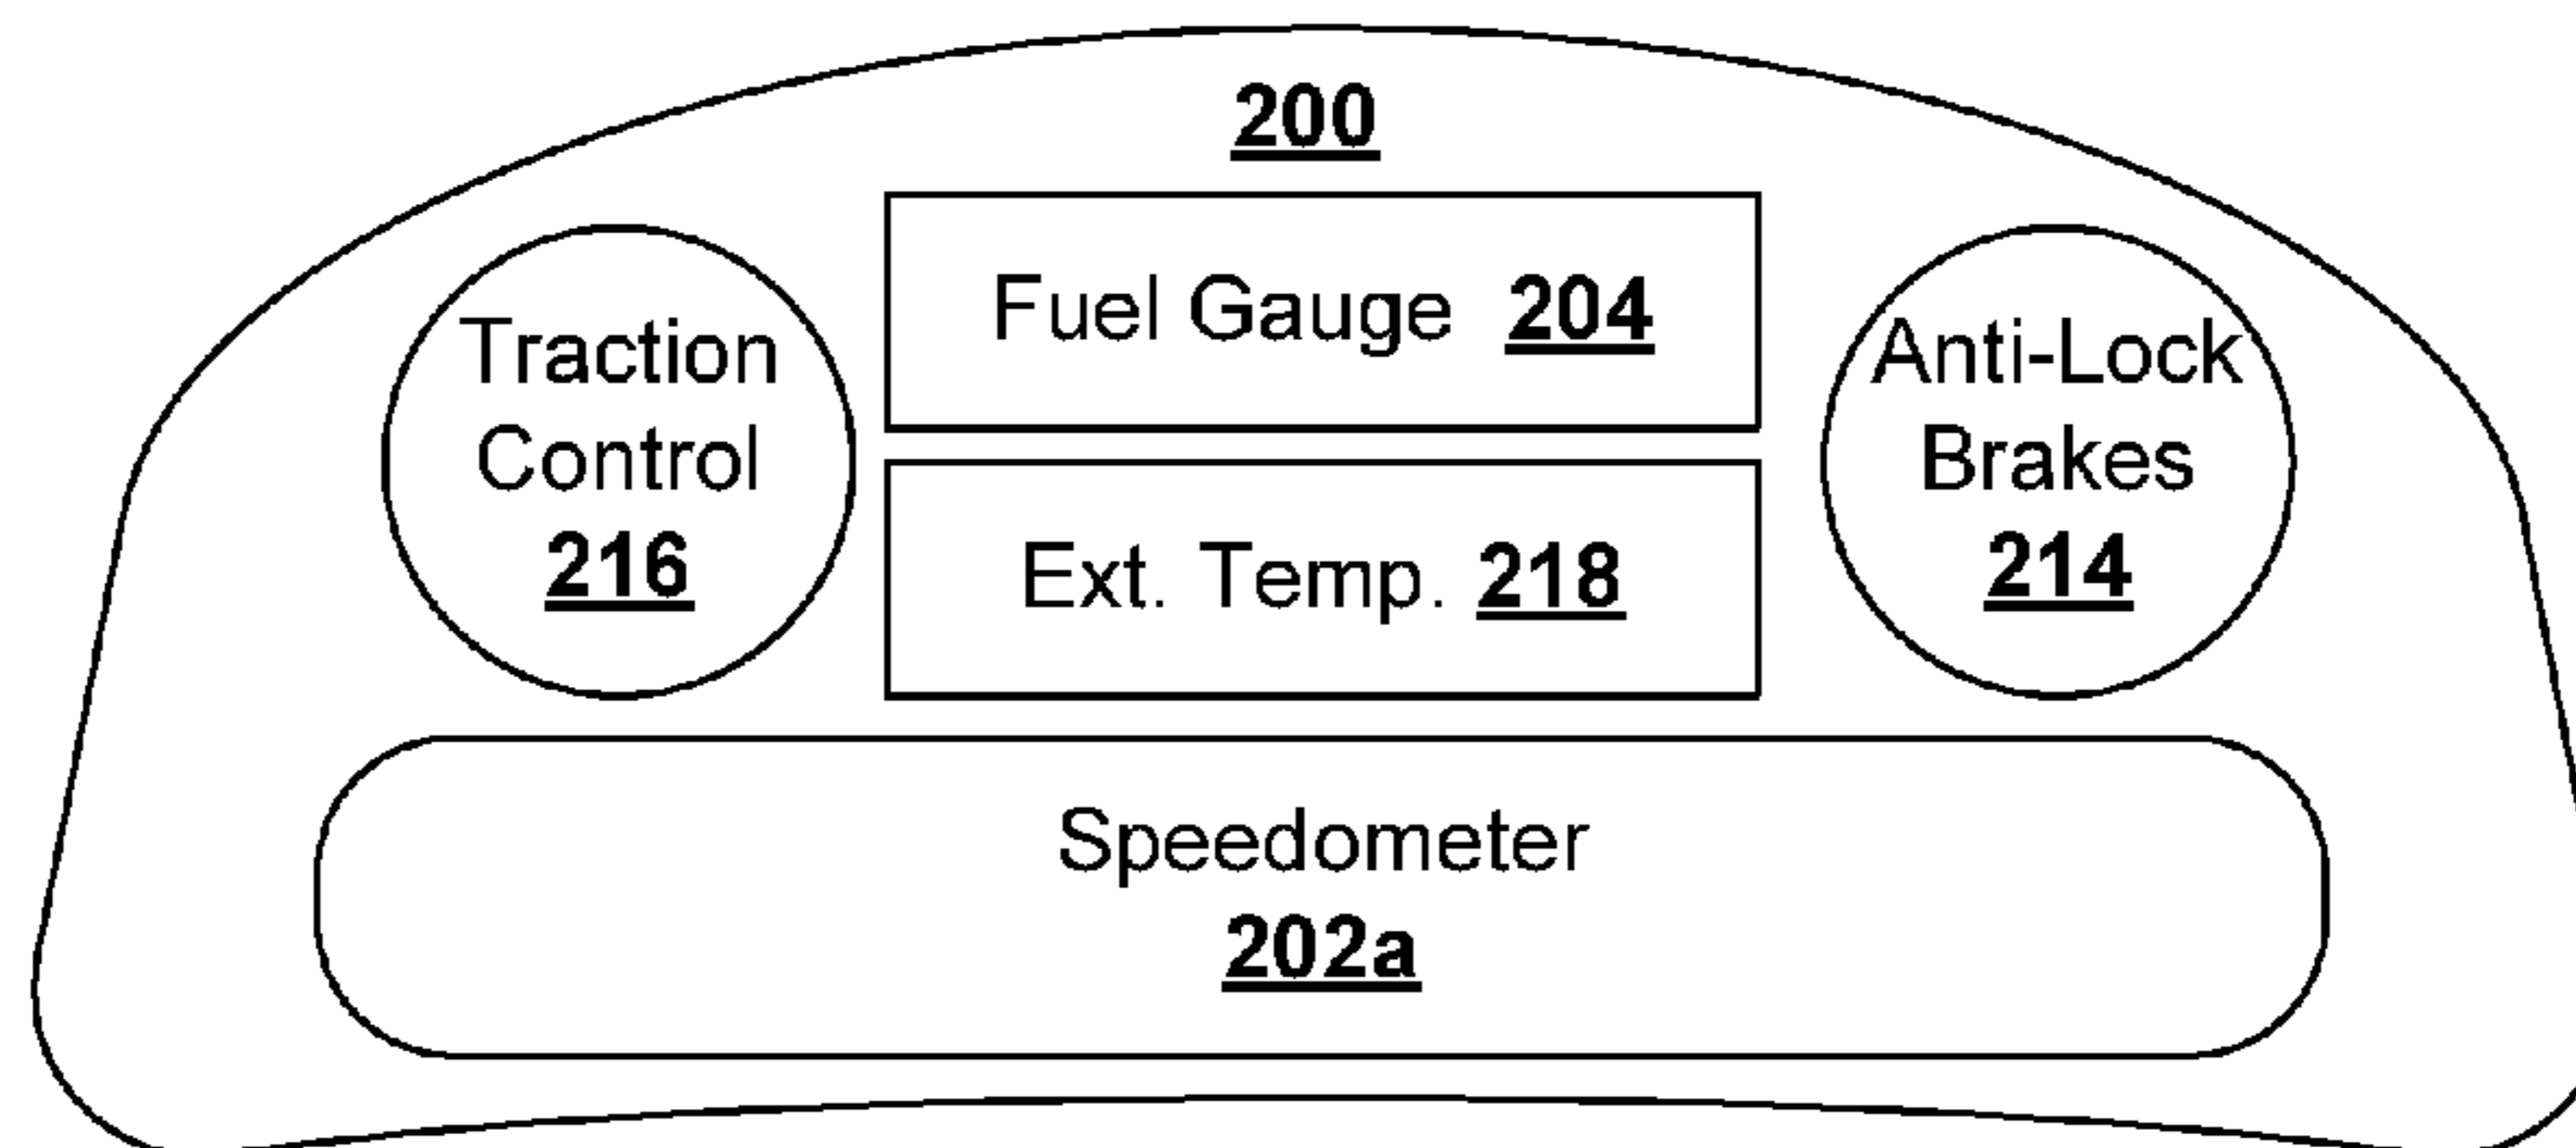 200
Fuel Gauge 204
Traction
Control
216
Anti-Lock
Brakes
214
Ext. Temp. 218
Speedometer
202a